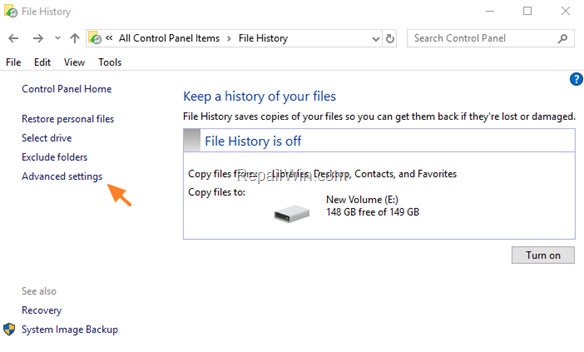 File History
« All Control Panel Items > File History
Search Control Panel
File Edit View Tools
Control Panel Home
Restore personal files
Select drive
Exclude folders
Advanced settings
Keep a history of your files
File History saves copies of your files so you can get them back if they're lost or damaged.
File History is off
Copy files from: Libraries, Desktop, Contacts, and Favorites
RepairWin.com
Copy files to:
New Volume (E:)
148 GB free of 149 GB
Turn on
See also
Recovery
System Image Backup